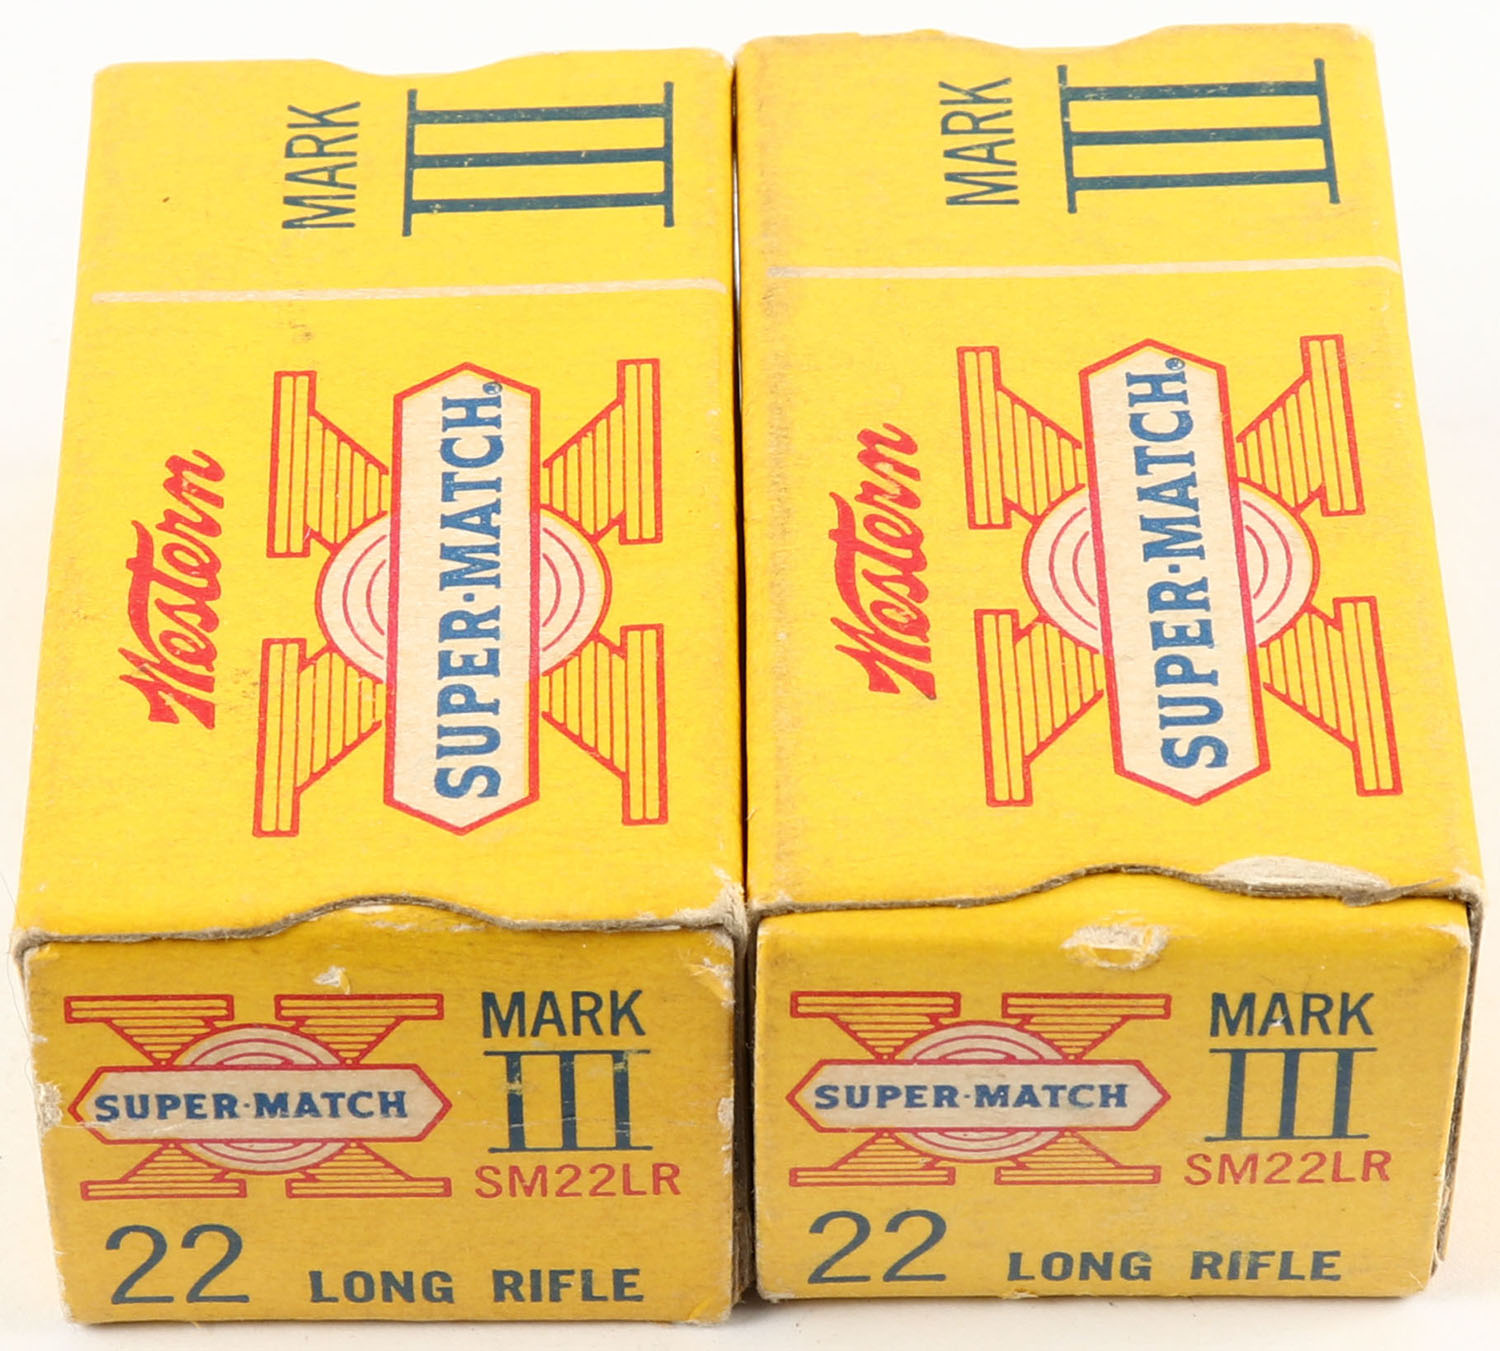 MARK
III
Western
SUPER·MATCH®
SUPER·MATCH
MARK
III
SM22LR
22 LONG RIFLE
MARK
III
Western
SUPER·MATCH®
SUPER·MATCH
MARK
III
SM22LR
22 LONG RIFLE